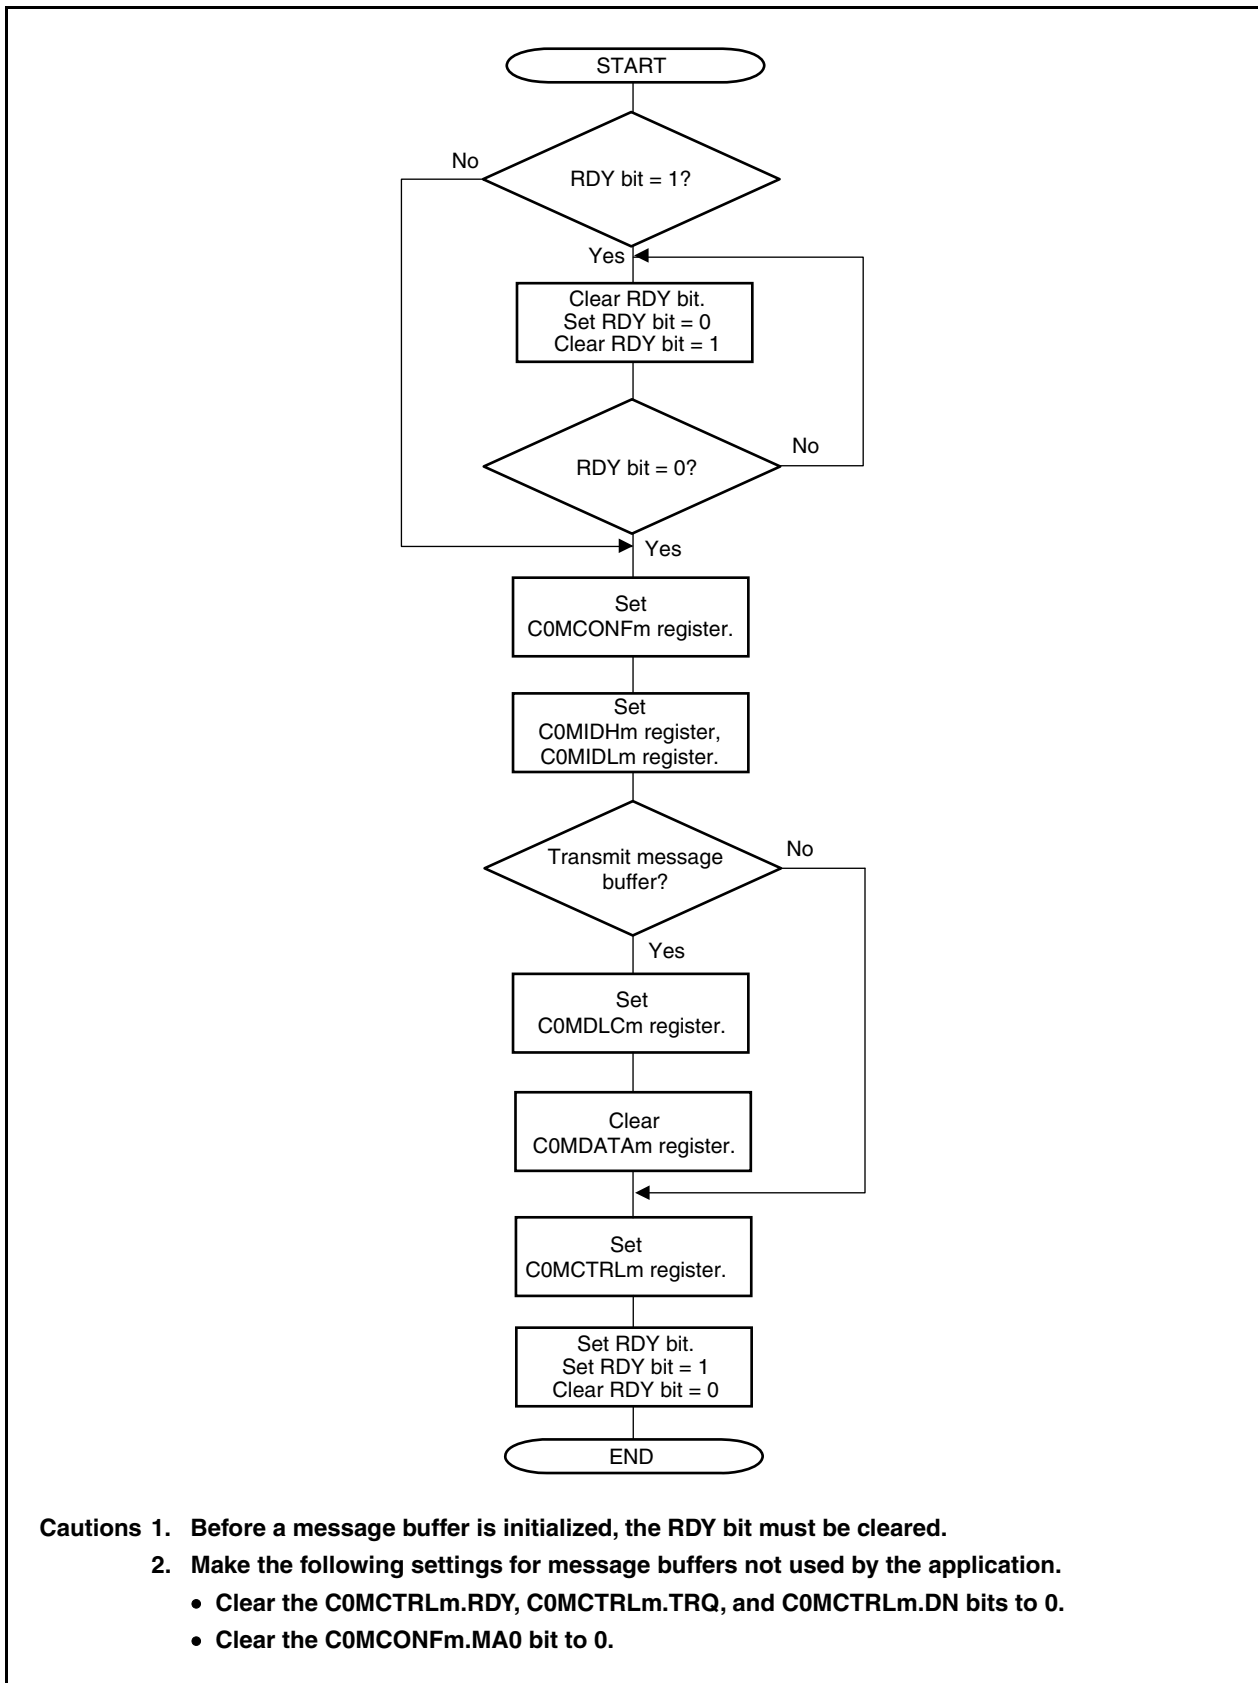 START
No
RDY bit = 1?
Yes
Clear RDY bit.
Set RDY bit = 0
Clear RDY bit = 1
No
RDY bit = 0?
Yes
Set
C0MCONFm register.
Set
C0MIDHm register,
C0MIDLm register.
No
Transmit message
buffer?
Yes
Set
C0MDLCm register.
Clear
C0MDATAm register.
Set
C0MCTRLm register.
Set RDY bit.
Set RDY bit = 1
Clear RDY bit = 0
END
Cautions 1. Before a message buffer is initialized, the RDY bit must be cleared.
2. Make the following settings for message buffers not used by the application.
• Clear the C0MCTRLm.RDY, C0MCTRLm.TRQ, and C0MCTRLm.DN bits to 0.
• Clear the C0MCONFm.MA0 bit to 0.